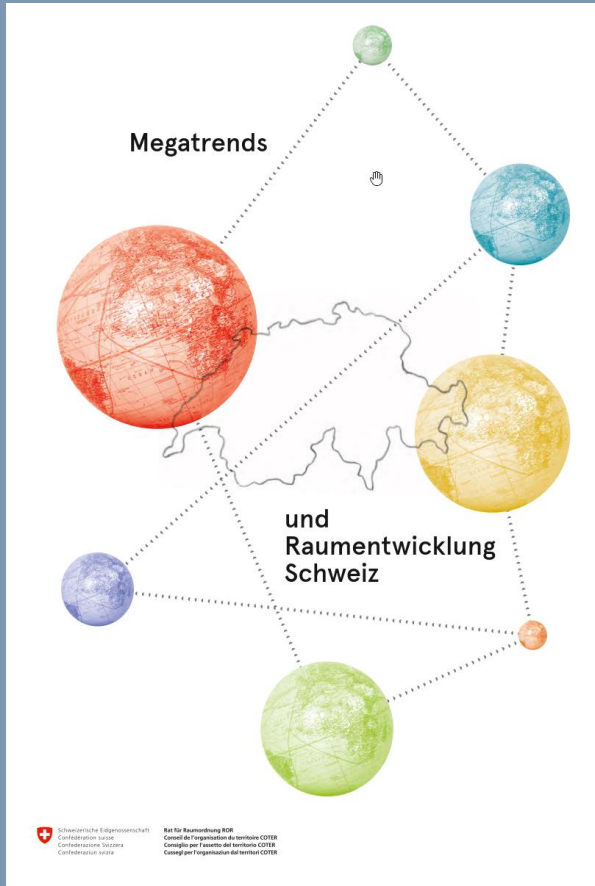 Megatrends
und
Raumentwicklung
Schweiz
Schweizerische Eidgenossenschaft
Confédération suisse
Confederazione Svizzera
Confederaziun svizra
Rat für Raumordnung ROR
Conseil de l'organisation du territoire COTER
Consiglio per l'assetto del territorio COTER
Cussegl per l'organisaziun dal territori COTER